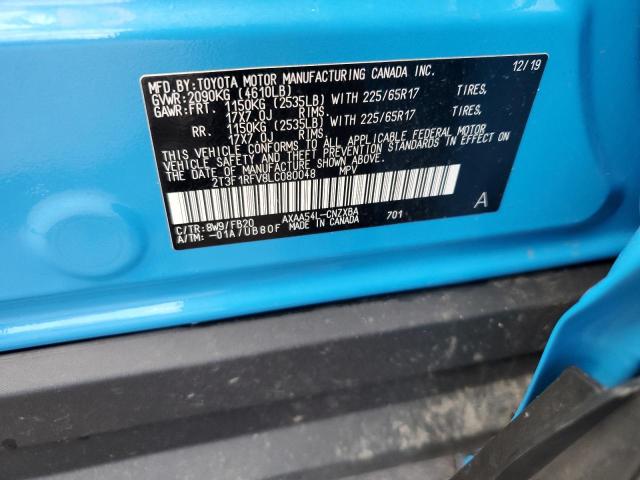 MFD.BY:TOYOTA MOTOR MANUFACTURING CANADA INC. 12/19
GVWR:2090KG (4610LB)
GAWR:FRT. 1150KG (2535LB) WITH 225/65R17 TIRES,
17X7.0J RIMS,
RR. 1150KG (2535LB) WITH 225/65R17 TIRES,
17X7.0J RIMS.
THIS VEHICLE CONFORMS TO ALL APPLICABLE FEDERAL MOTOR
VEHICLE SAFETY AND THEFT PREVENTION STANDARDS IN EFFECT ON
THE DATE OF MANUFACTURE SHOWN ABOVE.
2T3F1RFV8LC080048 MPV
A
C/TR:8W9/FB20 AXAA54L-CNZXBA 701
A/TM:-01A/UB80F MADE IN CANADA